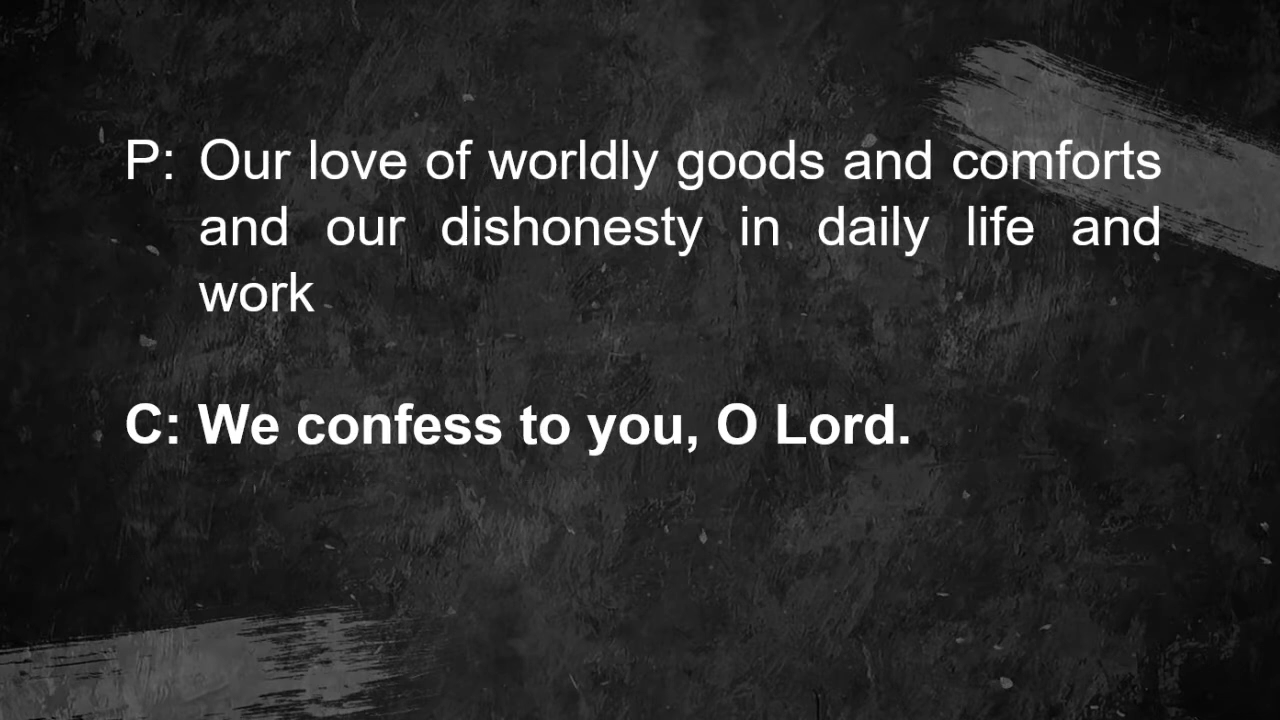 P: Our love of worldly goods and comforts
and our dishonesty in daily life and
work
C: We confess to you, O Lord.